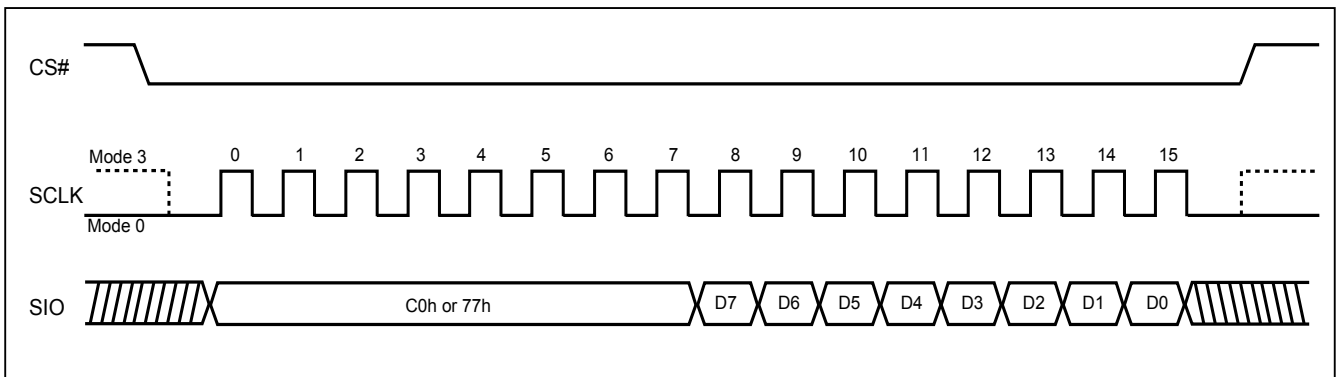 CS#
Mode 3
0 1 2 3 4 5 6 7 8 9 10 11 12 13 14 15
SCLK
Mode 0
SIO
C0h or 77h D7 D6 D5 D4 D3 D2 D1 D0